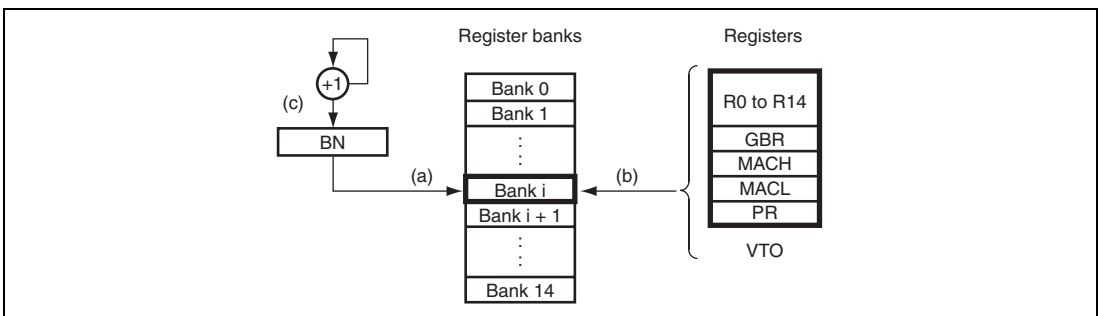 Register banks
Registers
+1
(c)
BN
(a)
Bank 0
Bank 1
:
:
Bank i
Bank i + 1
:
:
Bank 14
(b)
R0 to R14
GBR
MACH
MACL
PR
VTO